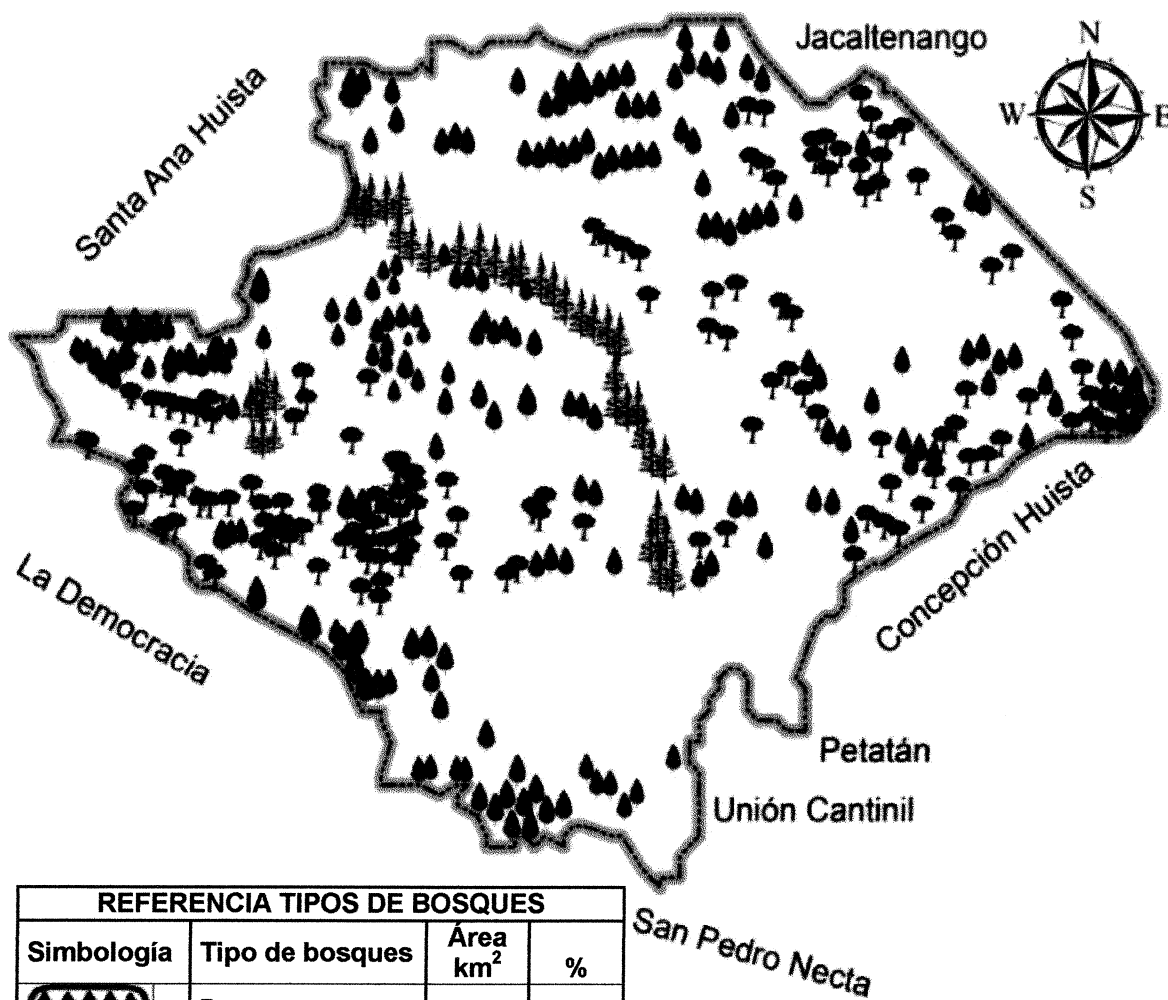 Jacaltenango
N
W
E
S
Santa Ana Huista
La Democracia
Concepción Huista
Petatán
Unión Cantinil
San Pedro Necta
REFERENCIA TIPOS DE BOSQUES
Simbología Tipo de bosques Área km² %